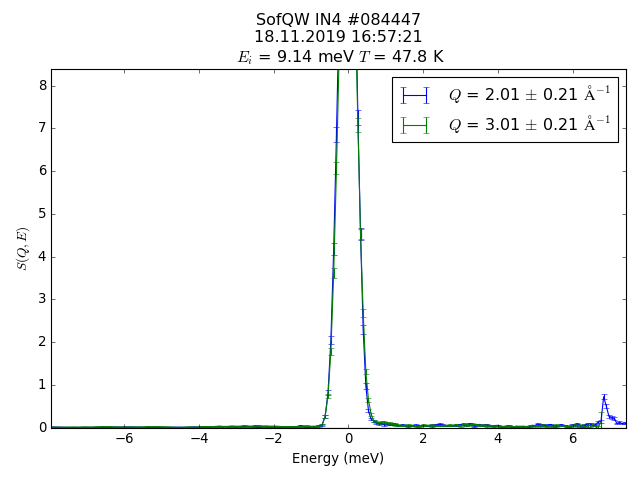 SofQW IN4 #084447
18.11.2019 16:57:21
E_i = 9.14 meV T = 47.8 K
Q = 2.01 ± 0.21 Å⁻¹
Q = 3.01 ± 0.21 Å⁻¹
8
7
6
5
4
3
2
1
0
S(Q, E)
−6 −4 −2 0 2 4 6
Energy (meV)